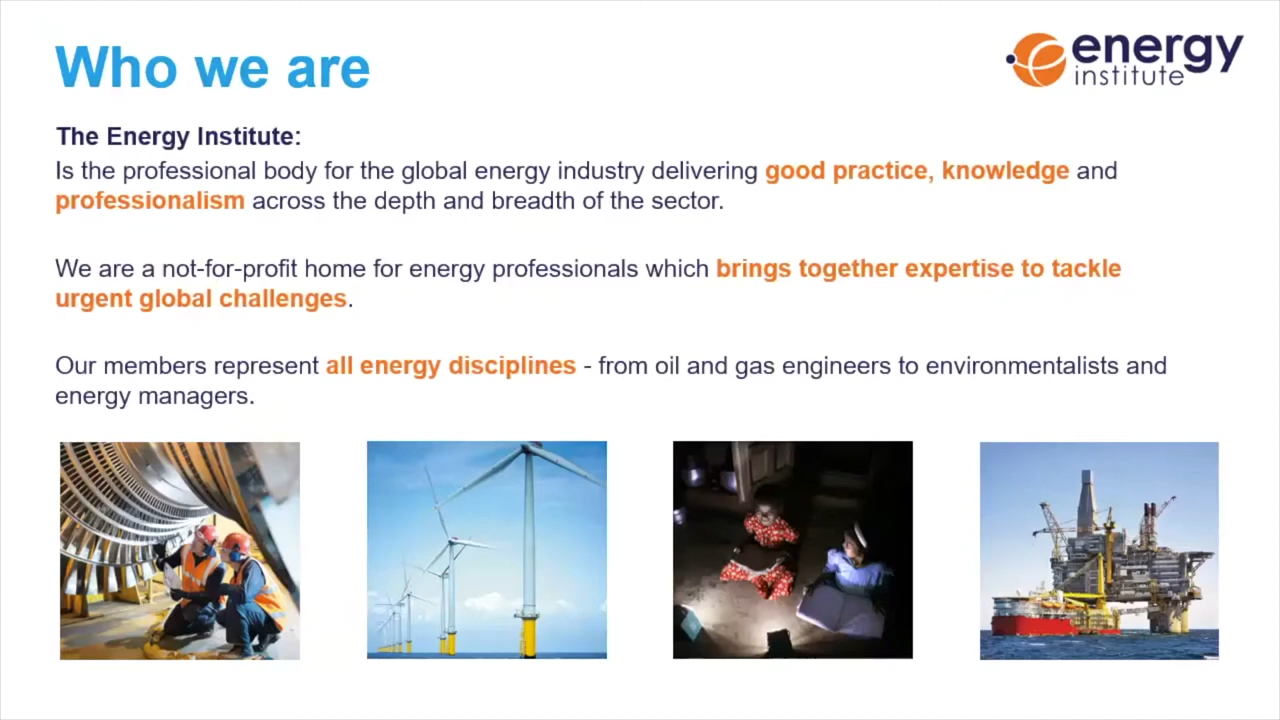 Who we are
energy
institute
The Energy Institute:
Is the professional body for the global energy industry delivering good practice, knowledge and
professionalism across the depth and breadth of the sector.
We are a not-for-profit home for energy professionals which brings together expertise to tackle
urgent global challenges.
Our members represent all energy disciplines - from oil and gas engineers to environmentalists and
energy managers.